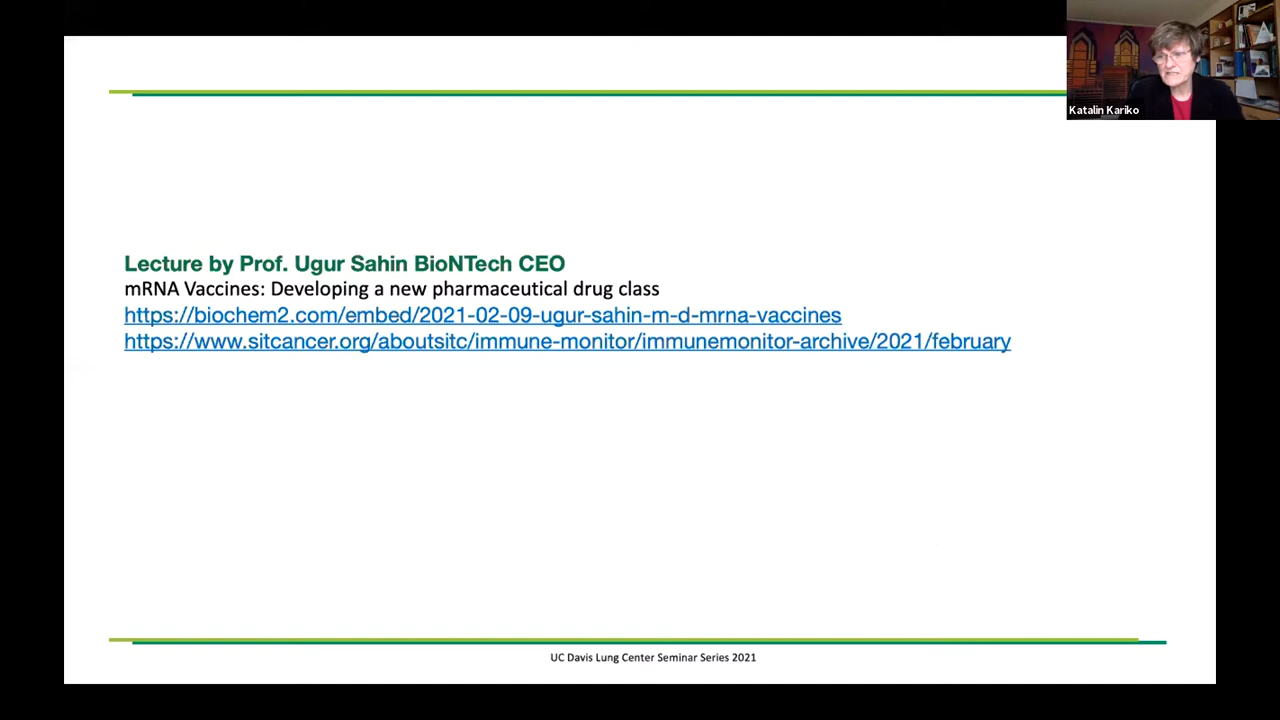 Katalin Kariko
Lecture by Prof. Ugur Sahin BioNTech CEO
mRNA Vaccines: Developing a new pharmaceutical drug class
https://biochem2.com/embed/2021-02-09-ugur-sahin-m-d-mrna-vaccines
https://www.sitcancer.org/aboutsitc/immune-monitor/immunemonitor-archive/2021/february
UC Davis Lung Center Seminar Series 2021